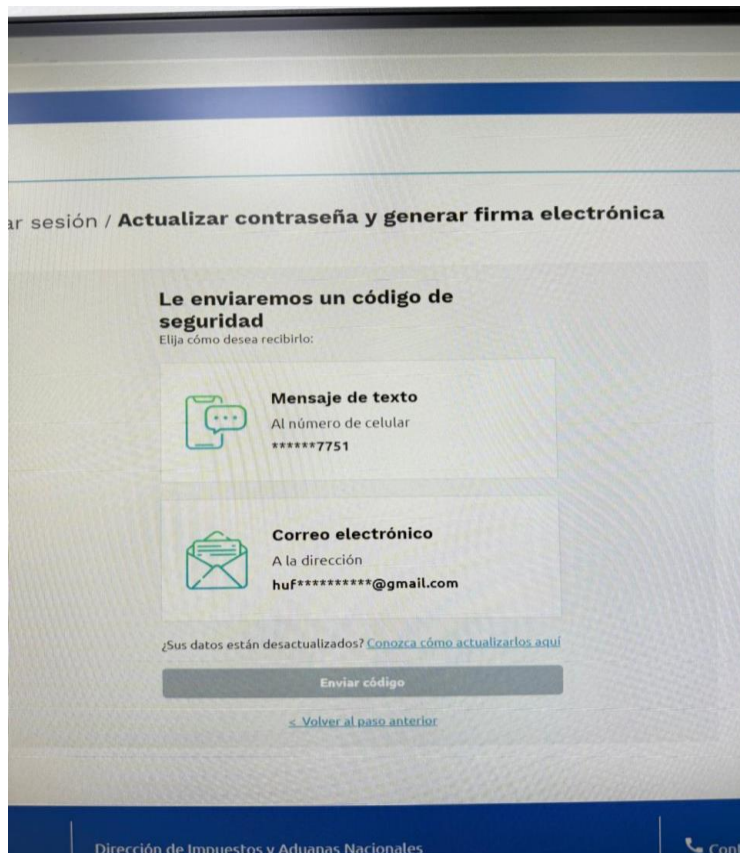 ar sesión / Actualizar contraseña y generar firma electrónica
Le enviaremos un código de
seguridad
Elija cómo desea recibirlo:
Mensaje de texto
Al número de celular
******7751
Correo electrónico
A la dirección
huf**********@gmail.com
¿Sus datos están desactualizados? Conozca cómo actualizarlos aquí
Enviar código
< Volver al paso anterior
Dirección de Impuestos y Aduanas Nacionales